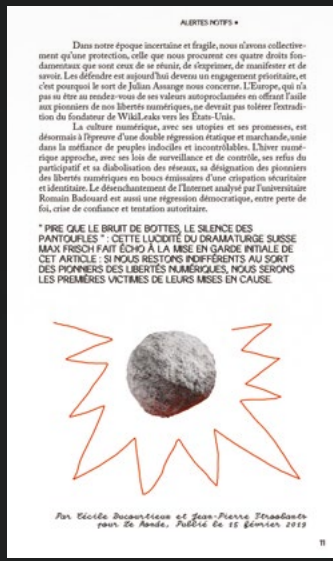 ALERTES NOTIFS •
Dans notre époque incertaine et fragile, nous n'avons collective-
ment qu'une protection, celle que nous procurent ces quatre droits fon-
damentaux que sont ceux de se réunir, de s'exprimer, de manifester et de
savoir. Les défendre est aujourd'hui devenu un engagement prioritaire, et
c'est pourquoi le sort de Julian Assange nous concerne. L'Europe, qui n'a
pas su être au rendez-vous de ses valeurs autoproclamées en offrant l'asile
aux pionniers de nos libertés numériques, ne devrait pas tolérer l'extradi-
tion du fondateur de WikiLeaks vers les États-Unis.
La culture numérique, avec ses utopies et ses promesses, est
désormais à l'épreuve d'une double régression étatique et marchande, unie
dans la méfiance de peuples indociles et incontrôlables. L'hiver numé-
rique approche, avec ses lois de surveillance et de contrôle, ses refus du
participatif et sa diabolisation des réseaux, sa désignation des pionniers
des libertés numériques en boucs émissaires d'une crispation sécuritaire
et identitaire. Le désenchantement de l'Internet analysé par l'universitaire
Romain Badouard est aussi une régression démocratique, entre perte de
foi, crise de confiance et tentation autoritaire.
" PIRE QUE LE BRUIT DE BOTTES, LE SILENCE DES
PANTOUFLES " : CETTE LUCIDITÉ DU DRAMATURGE SUISSE
MAX FRISCH FAIT ÉCHO À LA MISE EN GARDE INITIALE DE
CET ARTICLE : SI NOUS RESTONS INDIFFÉRENTS AU SORT
DES PIONNIERS DES LIBERTÉS NUMÉRIQUES, NOUS SERONS
LES PREMIÈRES VICTIMES DE LEURS MISES EN CAUSE.
Par Cécile Ducourtieux et Jean-Pierre Stroobants
pour Le Monde, Publié le 15 février 2019
11